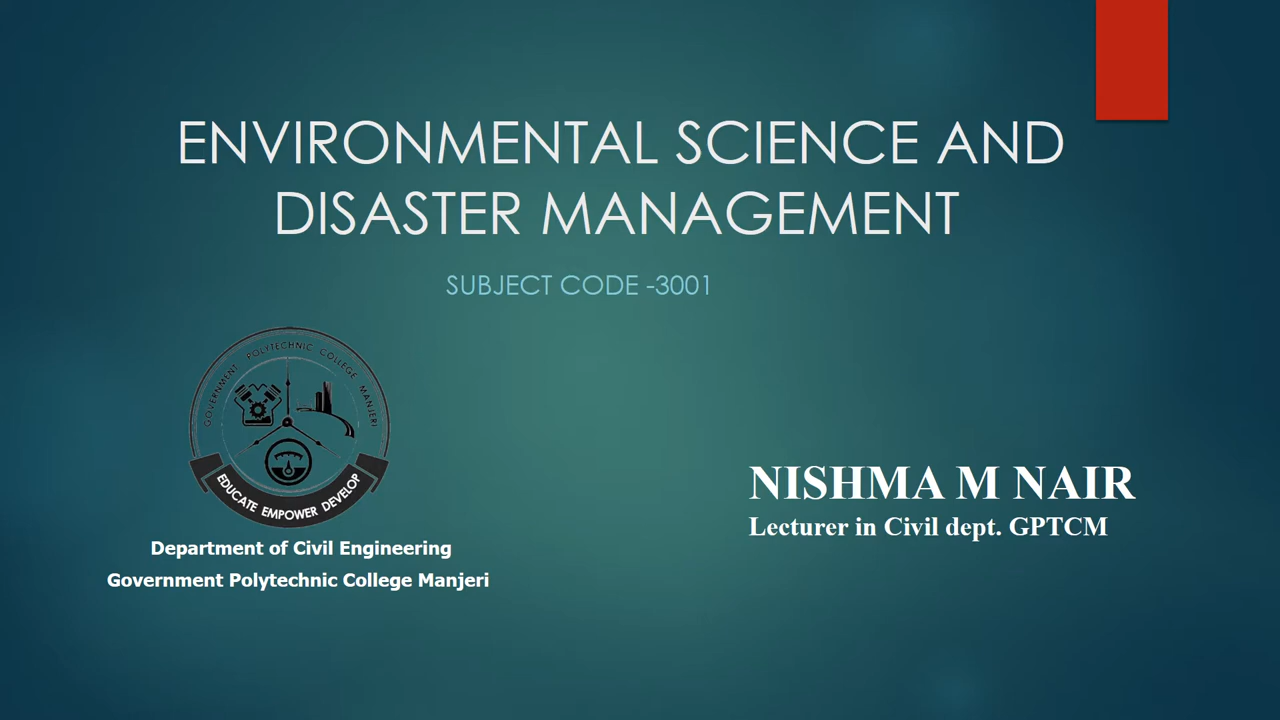 ENVIRONMENTAL SCIENCE AND
DISASTER MANAGEMENT
SUBJECT CODE -3001
GOVERNMENT POLYTECHNIC COLLEGE MANJERI
EDUCATE EMPOWER DEVELOP
Department of Civil Engineering
Government Polytechnic College Manjeri
NISHMA M NAIR
Lecturer in Civil dept. GPTCM